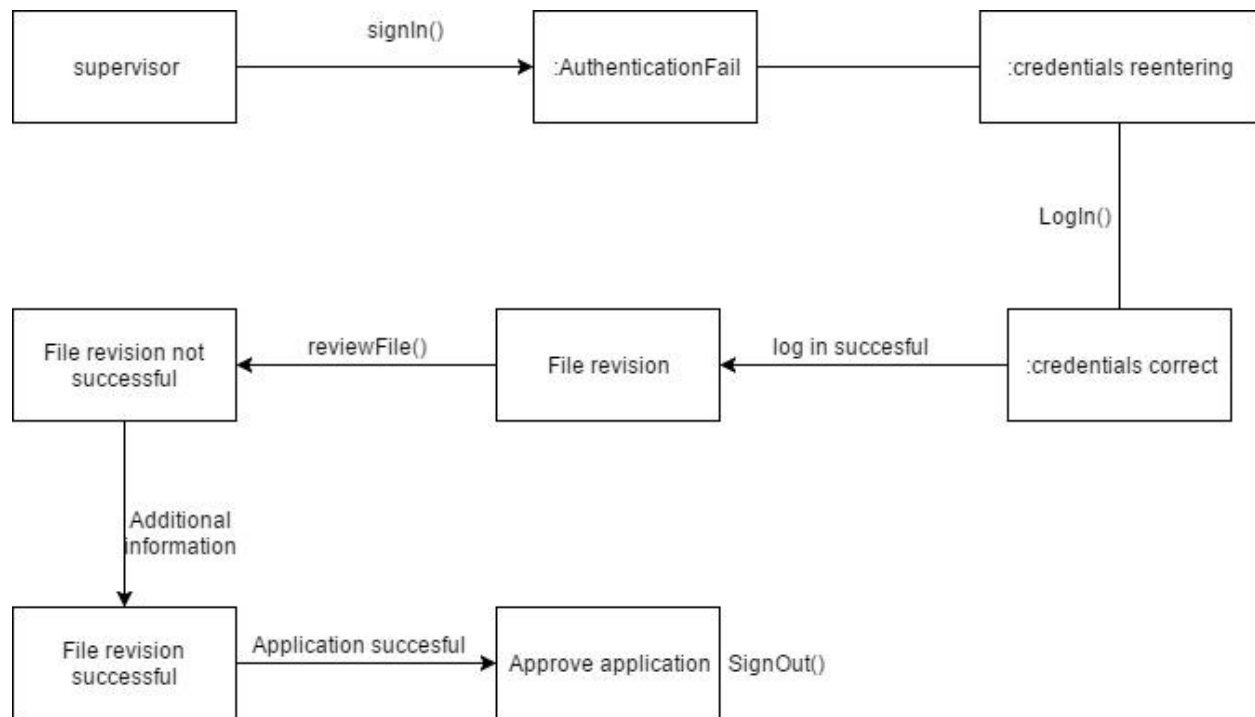 signIn()
supervisor
:AuthenticationFail
:credentials reentering
LogIn()
File revision not
successful
reviewFile()
File revision
log in succesful
:credentials correct
Additional
information
File revision
successful
Application succesful
Approve application
SignOut()